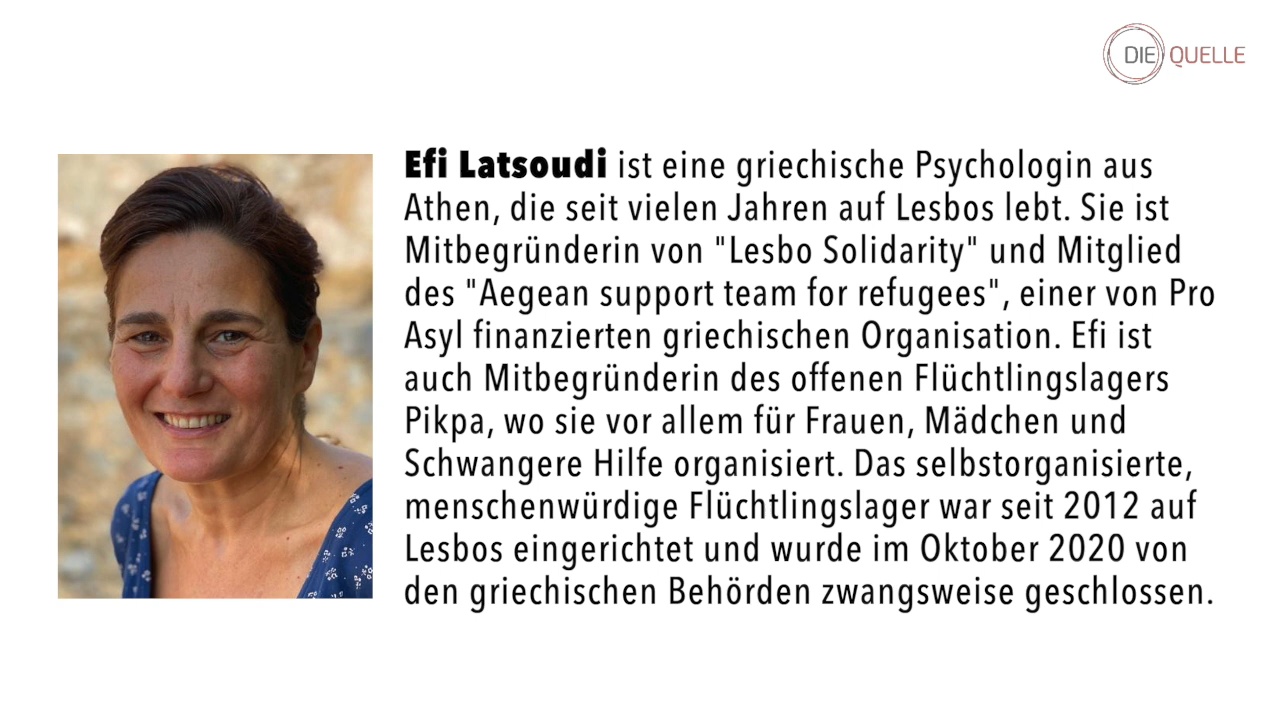 DIE QUELLE
Efi Latsoudi ist eine griechische Psychologin aus
Athen, die seit vielen Jahren auf Lesbos lebt. Sie ist
Mitbegründerin von "Lesbo Solidarity" und Mitglied
des "Aegean support team for refugees", einer von Pro
Asyl finanzierten griechischen Organisation. Efi ist
auch Mitbegründerin des offenen Flüchtlingslagers
Pikpa, wo sie vor allem für Frauen, Mädchen und
Schwangere Hilfe organisiert. Das selbstorganisierte,
menschenwürdige Flüchtlingslager war seit 2012 auf
Lesbos eingerichtet und wurde im Oktober 2020 von
den griechischen Behörden zwangsweise geschlossen.